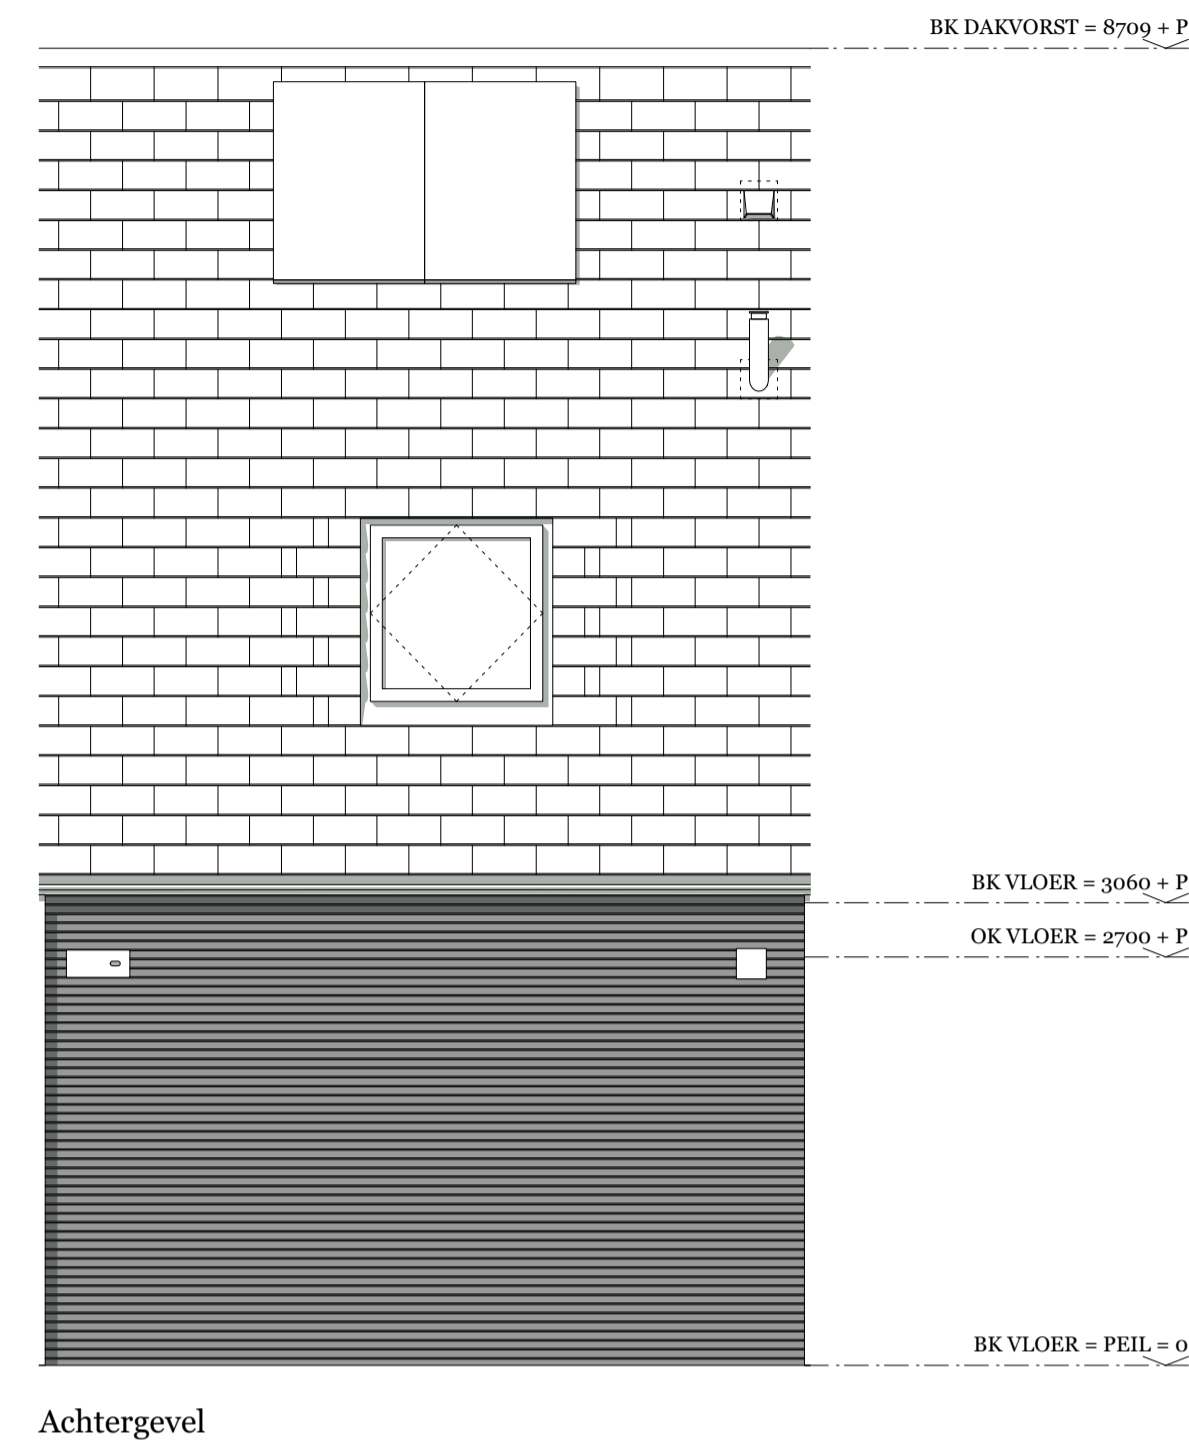 BK DAKVORST = 8709 + P
BK VLOER = 3060 + P
OK VLOER = 2700 + P
BK VLOER = PEIL = 0
Achtergevel